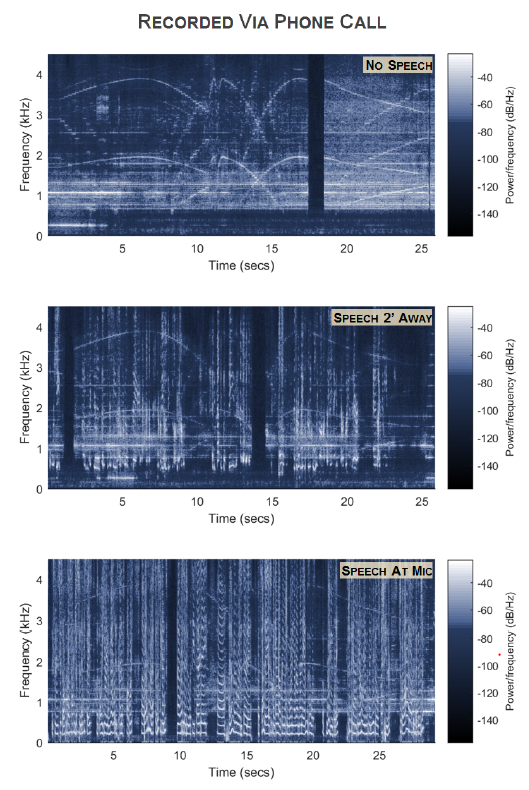 RECORDED VIA PHONE CALL
NO SPEECH
4
3
2
1
0
Frequency (kHz)
5 10 15 20 25
Time (secs)
-40
-60
-80
-100
-120
-140
Power/frequency (dB/Hz)
SPEECH 2' AWAY
4
3
2
1
0
Frequency (kHz)
5 10 15 20 25
Time (secs)
-40
-60
-80
-100
-120
-140
Power/frequency (dB/Hz)
SPEECH AT MIC
4
3
2
1
0
Frequency (kHz)
5 10 15 20 25
Time (secs)
-40
-60
-80
-100
-120
-140
Power/frequency (dB/Hz)